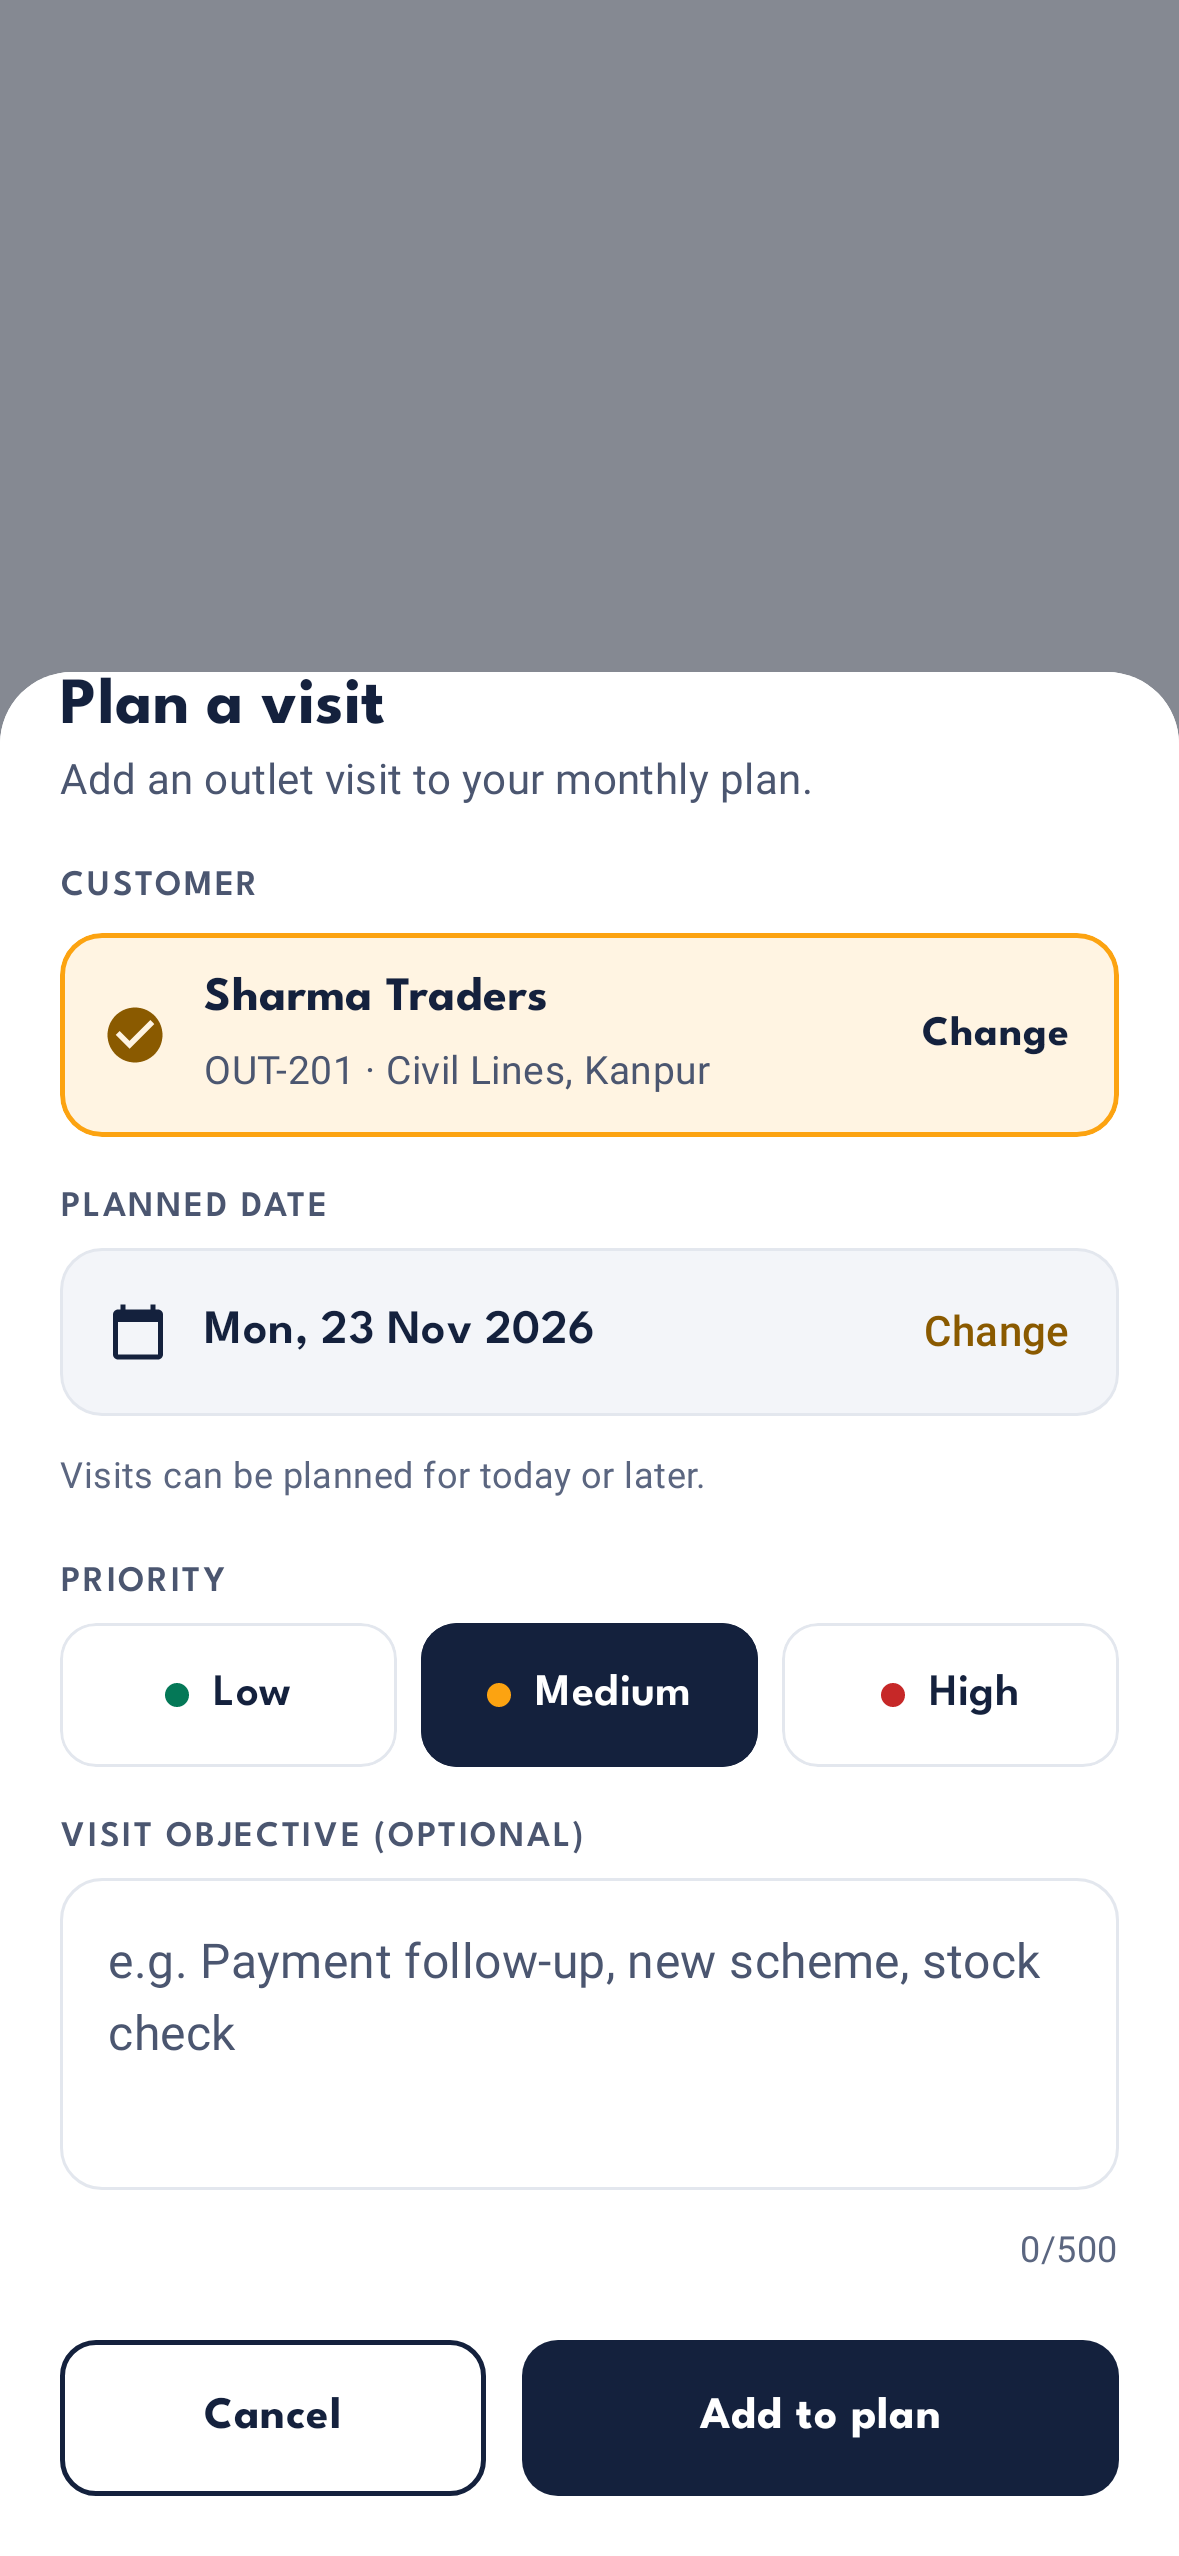 Plan a visit
Add an outlet visit to your monthly plan.
CUSTOMER
Sharma Traders
OUT-201 · Civil Lines, Kanpur
Change
PLANNED DATE
Mon, 23 Nov 2026
Change
Visits can be planned for today or later.
PRIORITY
Low
Medium
High
VISIT OBJECTIVE (OPTIONAL)
e.g. Payment follow-up, new scheme, stock
check
0/500
Cancel
Add to plan